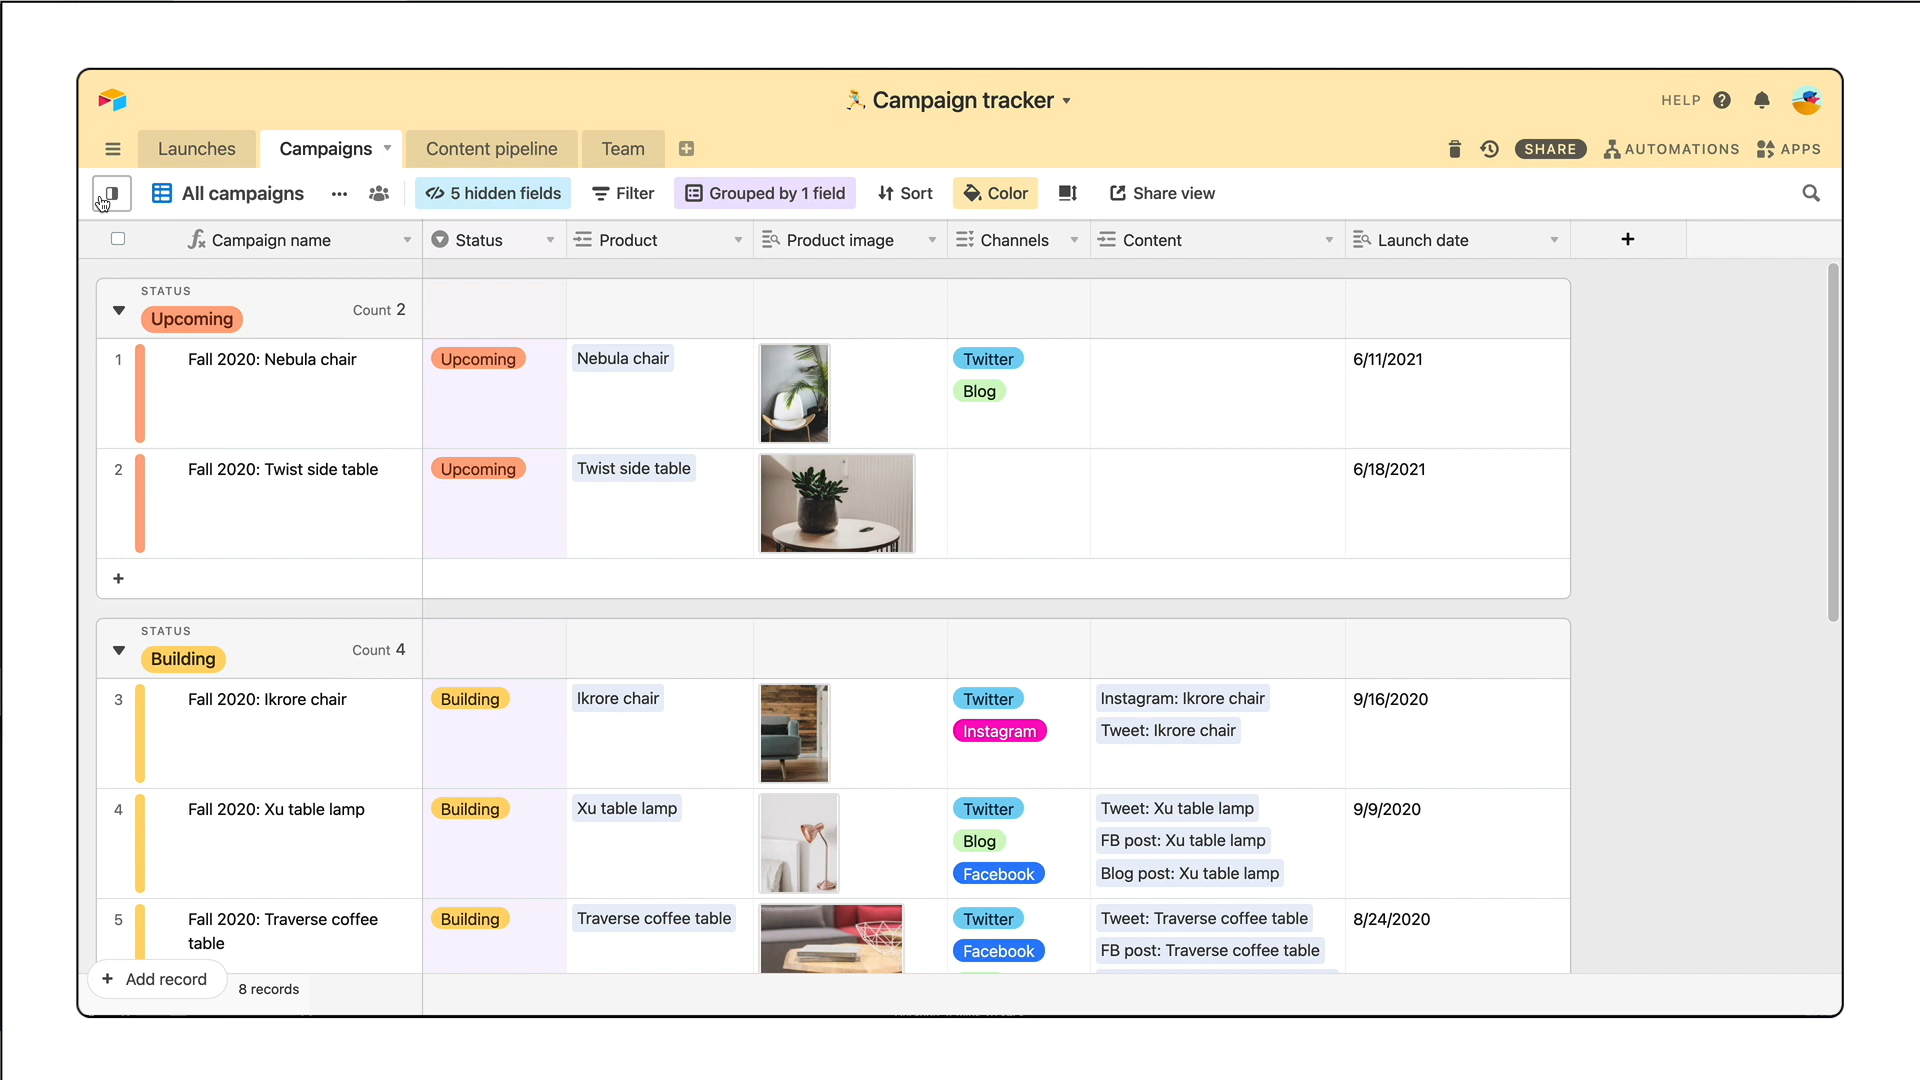 Campaign tracker
HELP
Launches
Campaigns
Content pipeline
Team
SHARE
AUTOMATIONS
APPS
All campaigns
5 hidden fields
Filter
Grouped by 1 field
Sort
Color
Share view
Campaign name
Status
Product
Product image
Channels
Content
Launch date
STATUS
Upcoming
Count 2
1
Fall 2020: Nebula chair
Upcoming
Nebula chair
Twitter
Blog
6/11/2021
2
Fall 2020: Twist side table
Upcoming
Twist side table
6/18/2021
+
STATUS
Building
Count 4
3
Fall 2020: Ikrore chair
Building
Ikrore chair
Twitter
Instagram
Instagram: Ikrore chair
Tweet: Ikrore chair
9/16/2020
4
Fall 2020: Xu table lamp
Building
Xu table lamp
Twitter
Blog
Facebook
Tweet: Xu table lamp
FB post: Xu table lamp
Blog post: Xu table lamp
9/9/2020
5
Fall 2020: Traverse coffee
table
Building
Traverse coffee table
Twitter
Facebook
Tweet: Traverse coffee table
FB post: Traverse coffee table
8/24/2020
+ Add record
8 records